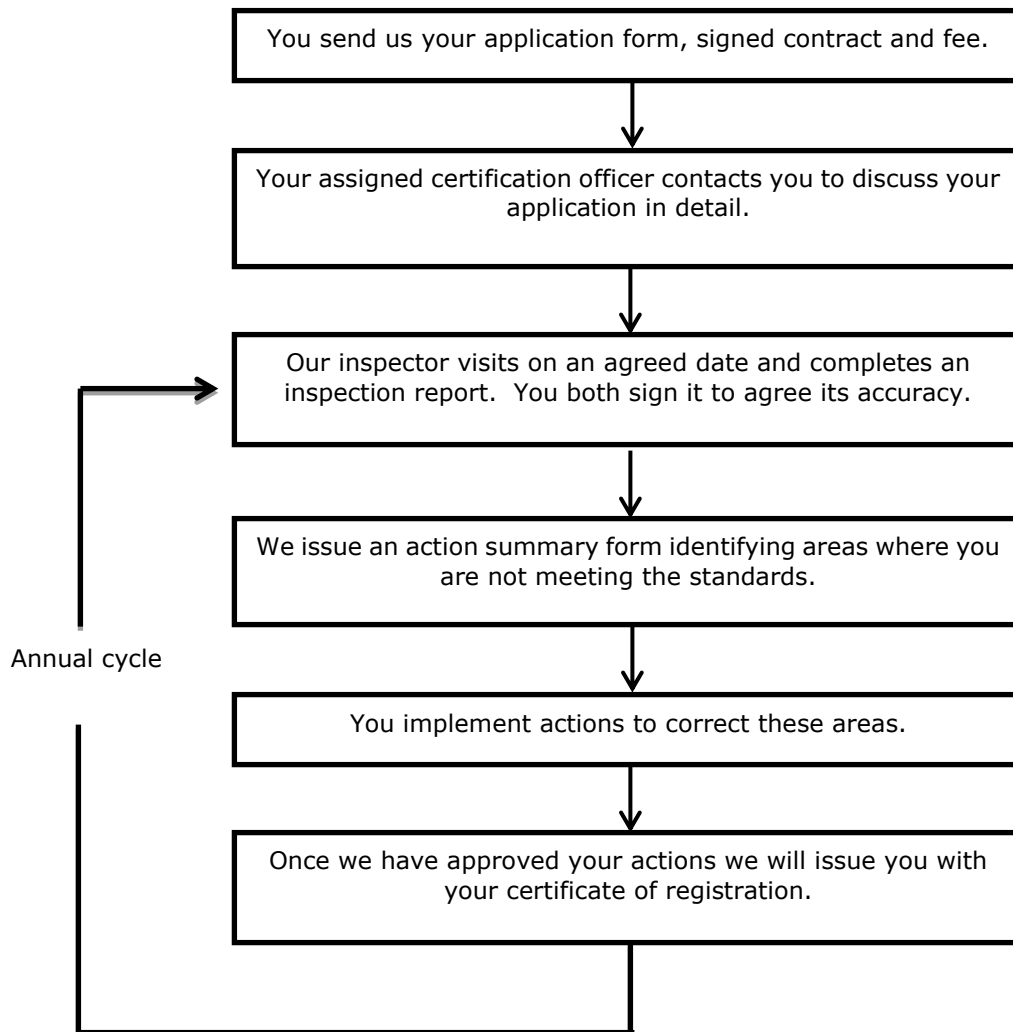 You send us your application form, signed contract and fee.
Your assigned certification officer contacts you to discuss your
application in detail.
Our inspector visits on an agreed date and completes an
inspection report.  You both sign it to agree its accuracy.
We issue an action summary form identifying areas where you
are not meeting the standards.
Annual cycle
You implement actions to correct these areas.
Once we have approved your actions we will issue you with
your certificate of registration.